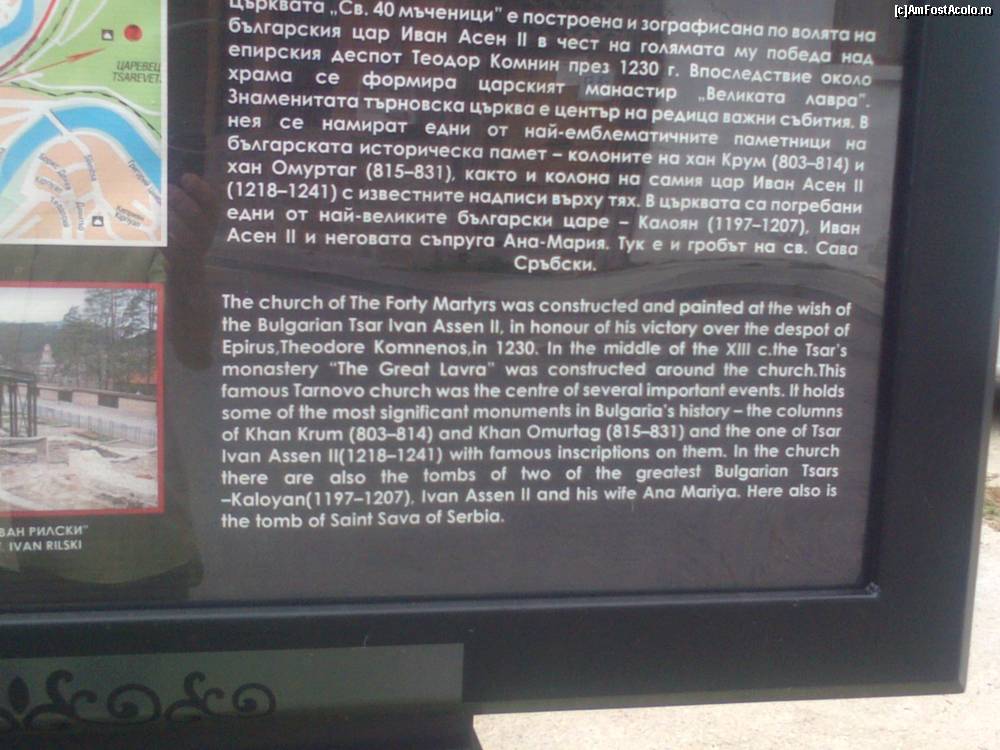 [c]AmFostAcolo.ro
ЦАРЕВЕЦ
TSAREVET
църквата „Св. 40 мъченици” е построена и зографисана по волята на
българския цар Иван Асен II в чест на голямата му победа над
епирския деспот Теодор Комнин през 1230 г. Впоследствие около
храма се формира царският манастир „Великата лавра”.
Знаменитата търновска църква е център на редица важни събития. В
нея се намират едни от най-емблематичните паметници на
българската историческа памет – колоните на хан Крум (803–814) и
хан Омуртаг (815–831), както и колона на самия цар Иван Асен II
(1218–1241) с известните надписи върху тях. В църквата са погребани
едни от най-великите български царе – Калоян (1197–1207), Иван
Асен II и неговата съпруга Ана-Мария. Тук е и гробът на св. Сава
Сръбски.
The church of The Forty Martyrs was constructed and painted at the wish of
the Bulgarian Tsar Ivan Assen II, in honour of his victory over the despot of
Epirus,Theodore Komnenos,in 1230. In the middle of the XIII c.the Tsar's
monastery "The Great Lavra" was constructed around the church.This
famous Tarnovo church was the centre of several important events. It holds
some of the most significant monuments in Bulgaria's history – the columns
of Khan Krum (803–814) and Khan Omurtag (815–831) and the one of Tsar
Ivan Assen II(1218–1241) with famous inscriptions on them. In the church
there are also the tombs of two of the greatest Bulgarian Tsars
–Kaloyan(1197–1207), Ivan Assen II and his wife Ana Mariya. Here also is
the tomb of Saint Sava of Serbia.
ВАН РИЛСКИ”
. IVAN RILSKI